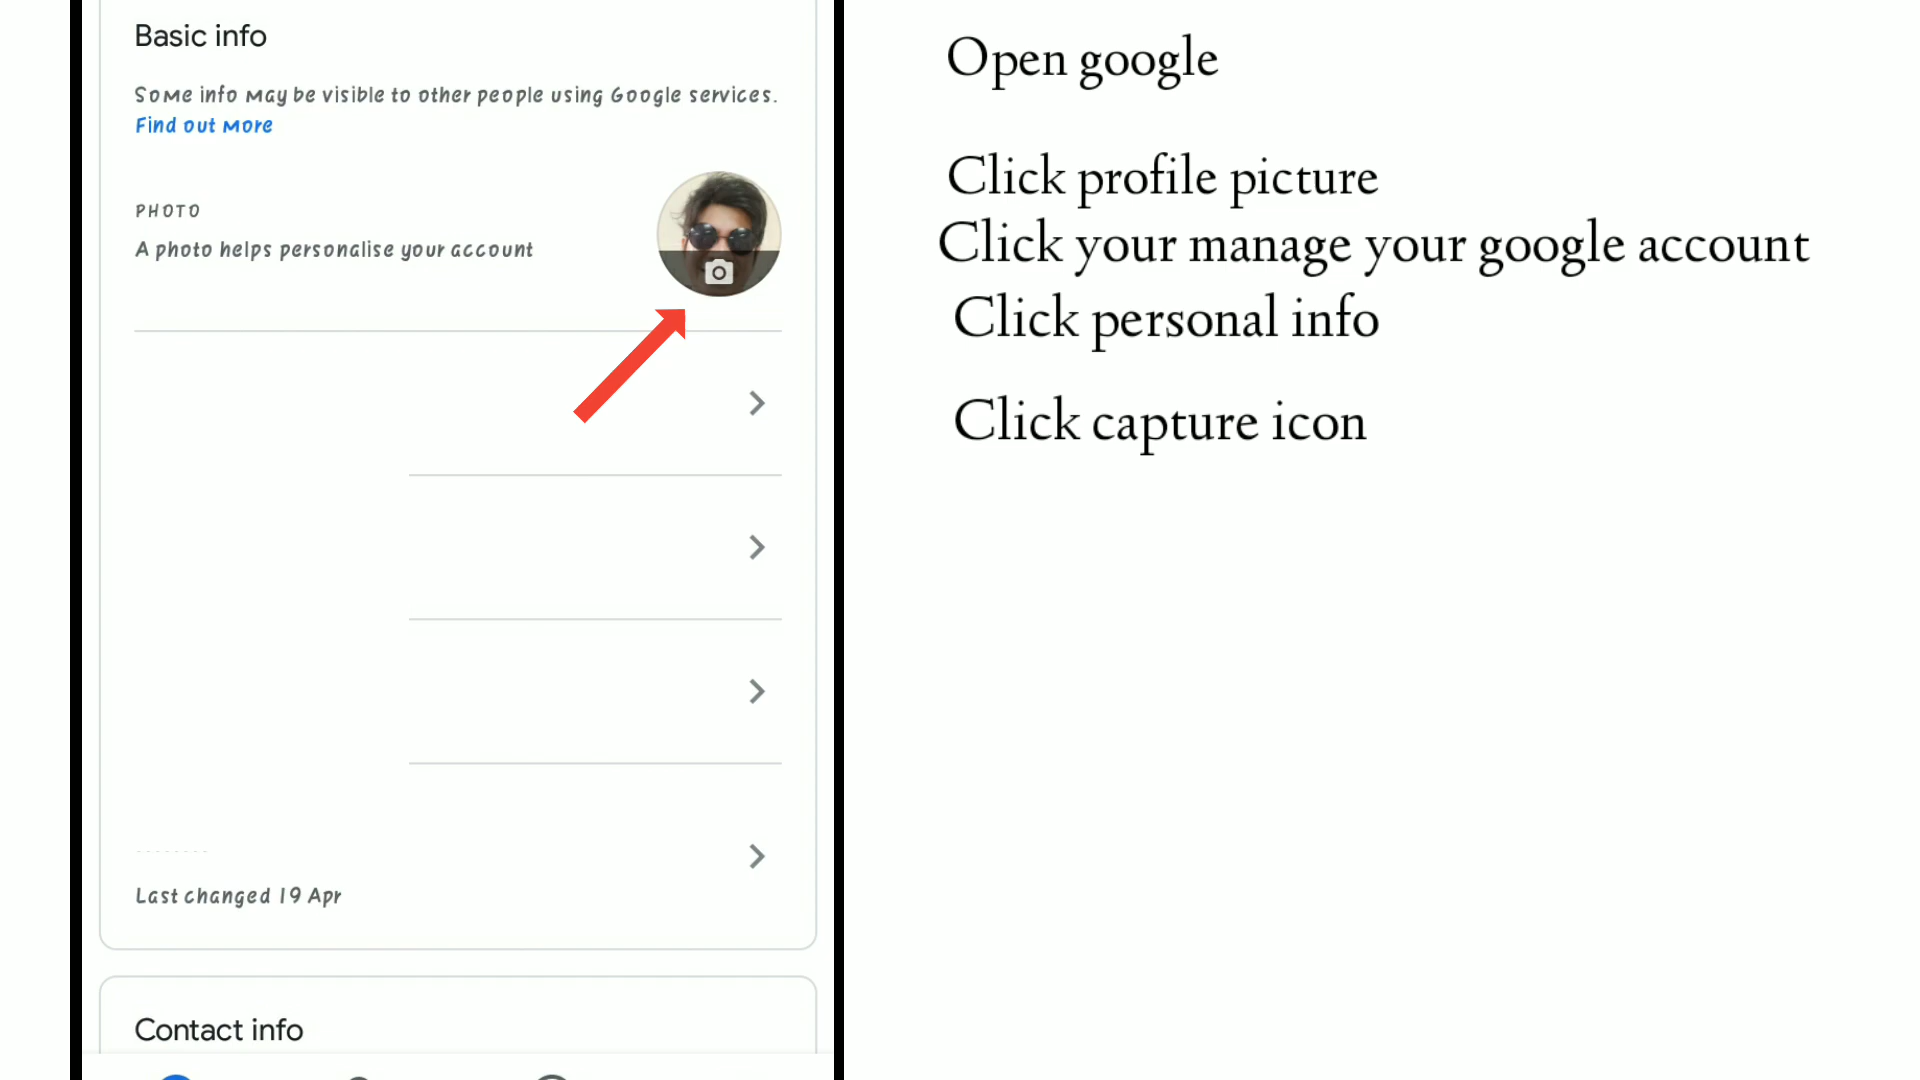 Basic info
Some info may be visible to other people using Google services.
Find out more
PHOTO
A photo helps personalise your account
Last changed 19 Apr
Contact info
Open google
Click profile picture
Click your manage your google account
Click personal info
Click capture icon